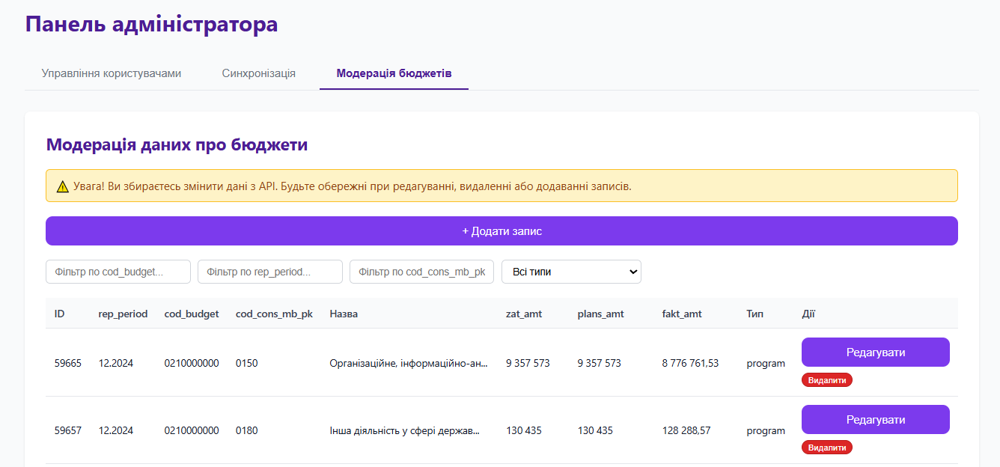 Панель адміністратора
Управління користувачами Синхронізація Модерація бюджетів
Модерація даних про бюджети
⚠ Увага! Ви збираєтесь змінити дані з API. Будьте обережні при редагуванні, видаленні або додаванні записів.
+ Додати запис
Фільтр по cod_budget... Фільтр по rep_period... Фільтр по cod_cons_mb_pk Всі типи
ID rep_period cod_budget cod_cons_mb_pk Назва zat_amt plans_amt fakt_amt Тип Дії
59665 12.2024 0210000000 0150 Організаційне, інформаційно-ан... 9 357 573 9 357 573 8 776 761,53 program Редагувати
Видалити
59657 12.2024 0210000000 0180 Інша діяльність у сфері держав... 130 435 130 435 128 288,57 program Редагувати
Видалити